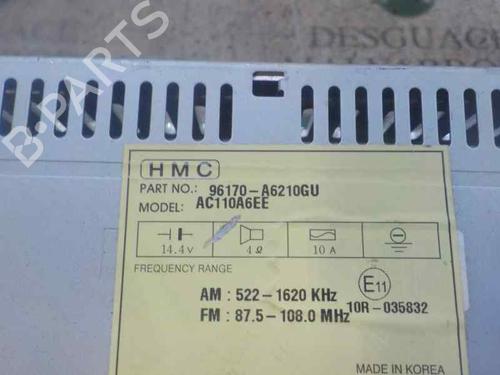 DESGUACE
B-PARTS
HMC
PART NO.: 96170-A6210GU
MODEL: AC110A6EE
14.4V 4Ω 10 A
FREQUENCY RANGE
E11
AM : 522-1620 KHz
10R-035832
FM : 87.5-108.0 MHz
MADE IN KOREA